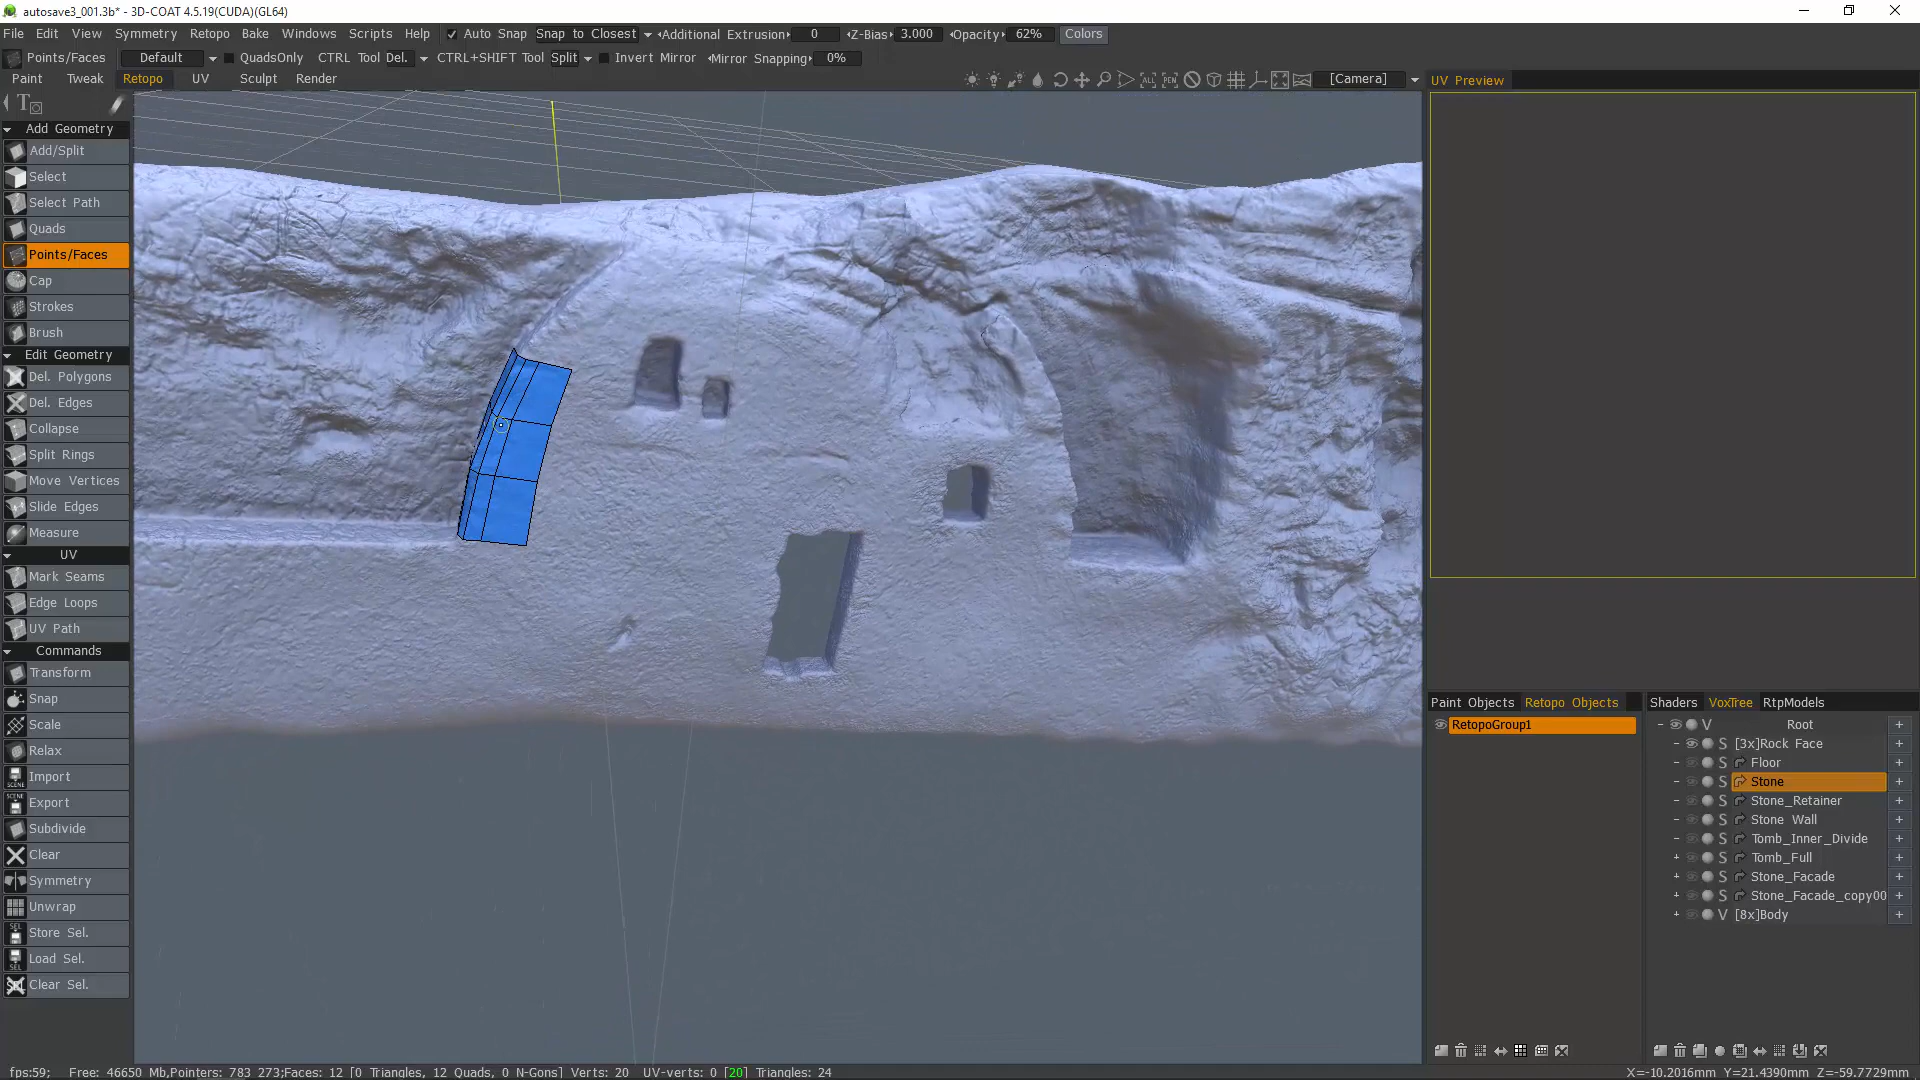 autosave3_001.3b* - 3D-COAT 4.5.19(CUDA)(GL64)
File Edit View Symmetry Retopo Bake Windows Scripts Help Auto Snap Snap to Closest Additional Extrusion 0 Z-Bias 3.000 Opacity 62% Colors
Points/Faces Default QuadsOnly CTRL Tool Del. CTRL+SHIFT Tool Split Invert Mirror Mirror Snapping 0%
Paint Tweak Retopo UV Sculpt Render ALL PEN [Camera] UV Preview
Add Geometry
Add/Split
Select
Select Path
Quads
Points/Faces
Cap
Strokes
Brush
Edit Geometry
Del. Polygons
Del. Edges
Collapse
Split Rings
Move Vertices
Slide Edges
Measure
UV
Mark Seams
Edge Loops
UV Path
Commands
Transform
Snap
Scale
Relax
SCENE Import
SCENE Export
Subdivide
Clear
Symmetry
Unwrap
SEL Store Sel.
SEL Load Sel.
SEL Clear Sel.
Paint Objects Retopo Objects
RetopoGroup1
Shaders VoxTree RtpModels
− V Root +
− S [3x]Rock Face +
− S Floor +
− S Stone +
− S Stone_Retainer +
− S Stone Wall +
− S Tomb_Inner_Divide +
+ S Tomb_Full +
+ S Stone_Facade +
+ S Stone_Facade_copy00 +
+ V [8x]Body +
fps:59; Free: 46650 Mb,Pointers: 783 273;Faces: 12 [0 Triangles, 12 Quads, 0 N-Gons] Verts: 20 UV-verts: 0 [20] Triangles: 24 X=-10.2016mm Y=21.4390mm Z=-59.7729mm